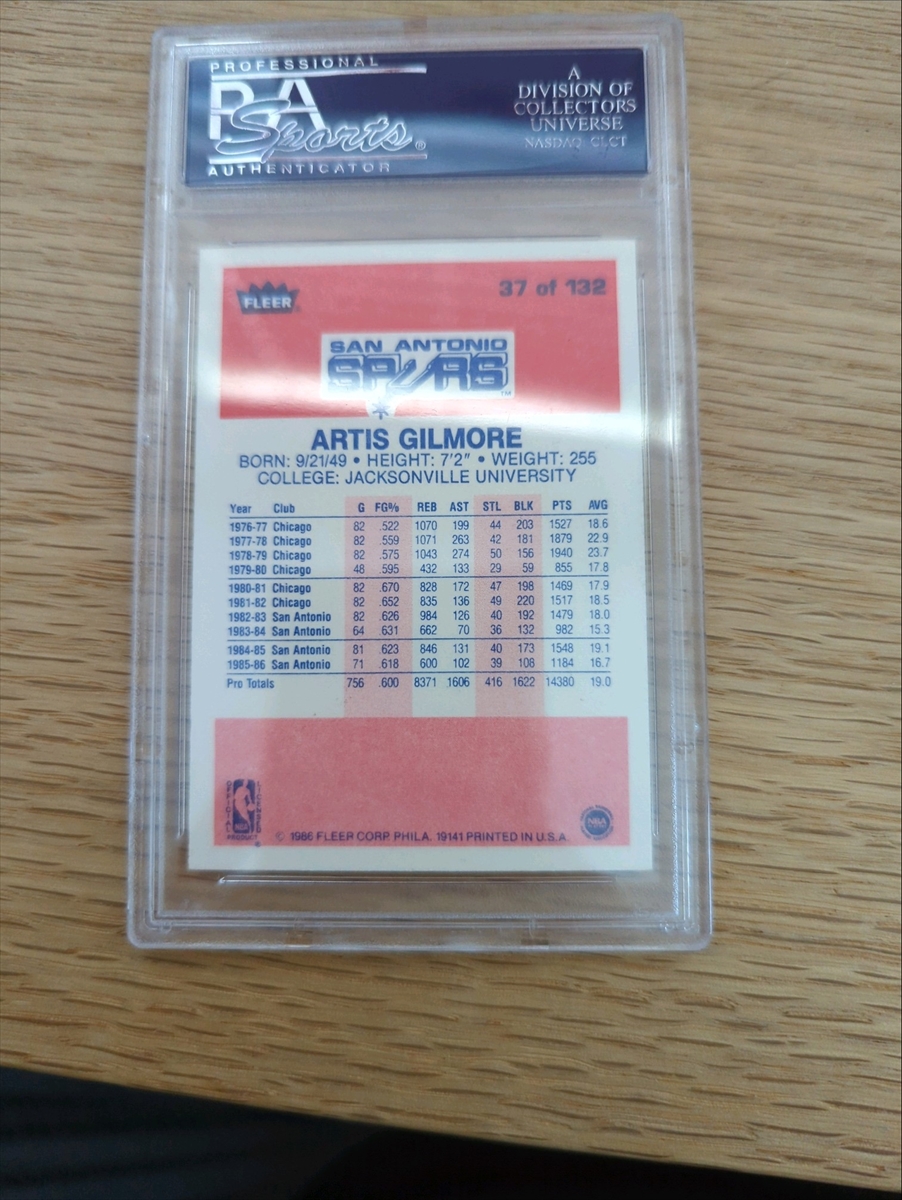 PROFESSIONAL
PSA
Sports®
AUTHENTICATOR
A
DIVISION OF
COLLECTORS
UNIVERSE
NASDAQ CLCT
FLEER®
37 of 132
SAN ANTONIO
SPURS™
ARTIS GILMORE
BORN: 9/21/49 • HEIGHT: 7'2" • WEIGHT: 255
COLLEGE: JACKSONVILLE UNIVERSITY
Year Club G FG% REB AST STL BLK PTS AVG
1976-77 Chicago 82 .522 1070 199 44 203 1527 18.6
1977-78 Chicago 82 .559 1071 263 42 181 1879 22.9
1978-79 Chicago 82 .575 1043 274 50 156 1940 23.7
1979-80 Chicago 48 .595 432 133 29 59 855 17.8
1980-81 Chicago 82 .670 828 172 47 198 1469 17.9
1981-82 Chicago 82 .652 835 136 49 220 1517 18.5
1982-83 San Antonio 82 .626 984 126 40 192 1479 18.0
1983-84 San Antonio 64 .631 662 70 36 132 982 15.3
1984-85 San Antonio 81 .623 846 131 40 173 1548 19.1
1985-86 San Antonio 71 .618 600 102 39 108 1184 16.7
Pro Totals 756 .600 8371 1606 416 1622 14380 19.0
OFFICIAL LICENSED
PRODUCT
© 1986 FLEER CORP. PHILA. 19141 PRINTED IN U.S.A.
NBA